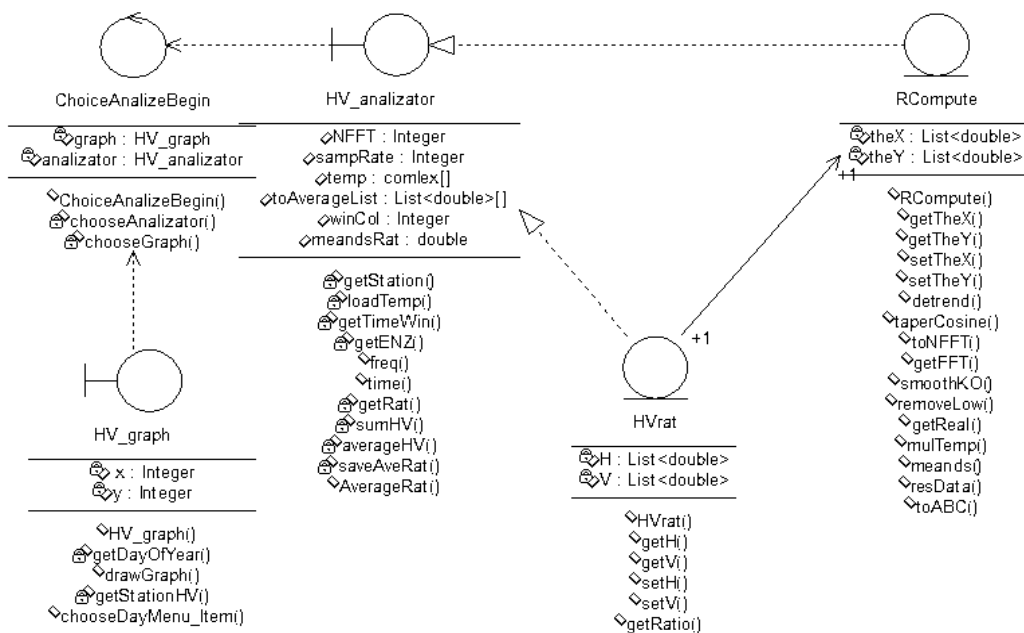 ChoiceAnalizeBegin
graph : HV_graph
analizator : HV_analizator
ChoiceAnalizeBegin()
chooseAnalizator()
chooseGraph()
HV_analizator
NFFT : Integer
sampRate : Integer
temp : comlex[]
toAverageList : List<double>[]
winCol : Integer
meandsRat : double
getStation()
loadTemp()
getTimeWin()
getENZ()
freq()
time()
getRat()
sumHV()
averageHV()
saveAveRat()
AverageRat()
RCompute
theX : List<double>
theY : List<double>
+1
RCompute()
getTheX()
getTheY()
setTheX()
setTheY()
detrend()
taperCosine()
toNFFT()
getFFT()
smoothKO()
removeLow()
getReal()
mulTemp()
meands()
resData()
toABC()
HV_graph
x : Integer
y : Integer
HV_graph()
getDayOfYear()
drawGraph()
getStationHV()
chooseDayMenu_Item()
+1
HVrat
H : List<double>
V : List<double>
HVrat()
getH()
getV()
setH()
setV()
getRatio()